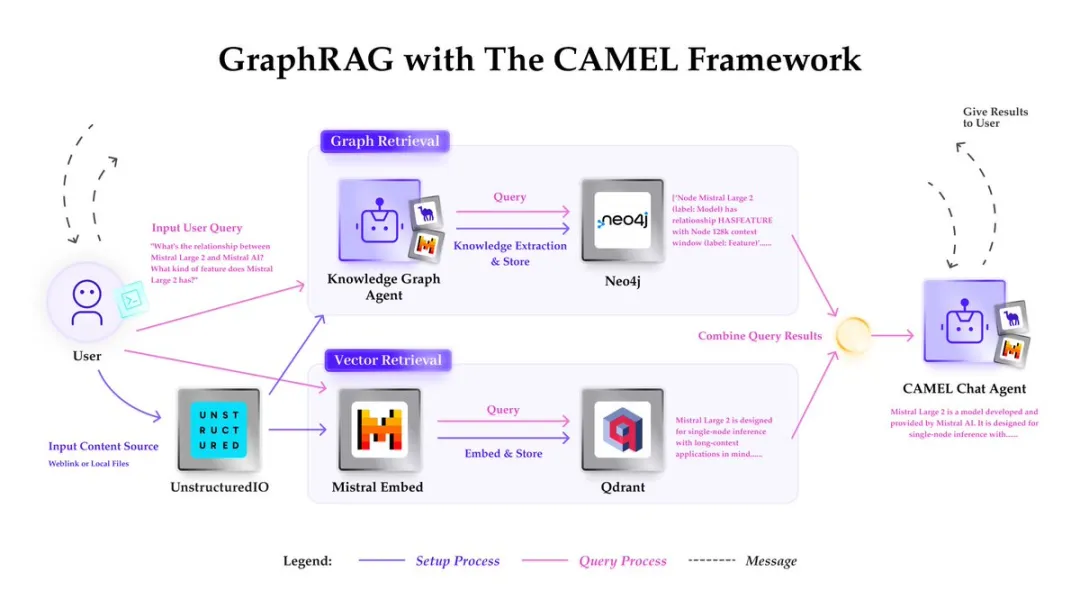 GraphRAG with The CAMEL Framework
Give Results
to User
Graph Retrieval
Input User Query
"What's the relationship between
Mistral Large 2 and Mistral AI?
What kind of feature does Mistral
Large 2 has?"
User
Input Content Source
Weblink or Local Files
UNST
RUCT
URED
UnstructuredIO
Knowledge Graph
Agent
Query
Knowledge Extraction
& Store
neo4j
Neo4j
['Node Mistral Large 2
(label: Model) has
relationship HASFEATURE
with Node 128k context
window (label: Feature)'......
Vector Retrieval
Mistral Embed
Query
Embed & Store
Qdrant
Mistral Large 2 is designed
for single-node inference
with long-context
applications in mind......
Combine Query Results
CAMEL Chat Agent
Mistral Large 2 is a model developed and
provided by Mistral AI. It is designed for
single-node inference with......
Legend:
Setup Process
Query Process
Message